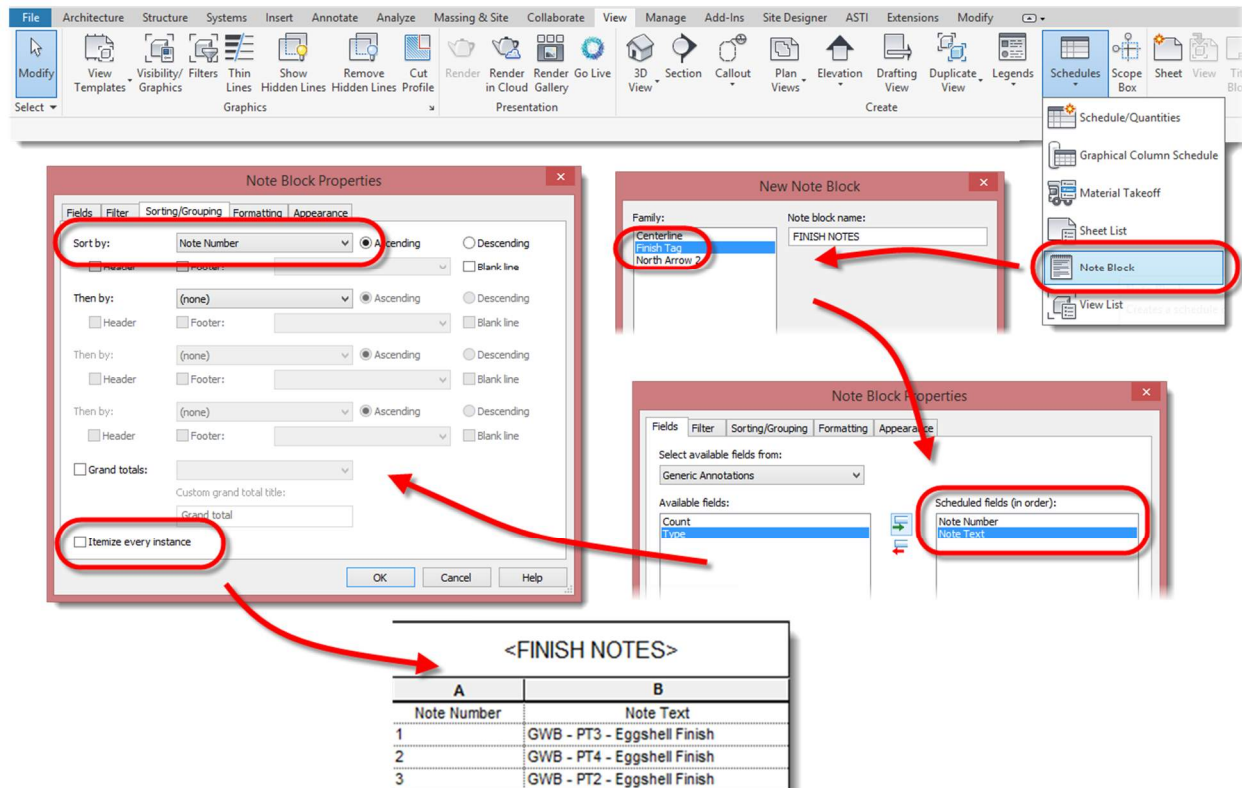 File Architecture Structure Systems Insert Annotate Analyze Massing & Site Collaborate View Manage Add-Ins Site Designer ASTI Extensions Modify
Modify View Templates Visibility/ Graphics Filters Thin Lines Show Hidden Lines Remove Hidden Lines Cut Profile Render Render in Cloud Render Gallery Go Live 3D View Section Callout Plan Views Elevation Drafting View Duplicate View Legends Schedules Scope Box Sheet View
Select Graphics Presentation Create
Schedule/Quantities
Graphical Column Schedule
Material Takeoff
Sheet List
Note Block
View List
New Note Block
Family: Note block name:
Centerline FINISH NOTES
Finish Tag
North Arrow 2
Note Block Properties
Fields Filter Sorting/Grouping Formatting Appearance
Select available fields from:
Generic Annotations
Available fields: Scheduled fields (in order):
Count Note Number
Type Note Text
Note Block Properties
Fields Filter Sorting/Grouping Formatting Appearance
Sort by: Note Number Ascending Descending
Header Footer: Blank line
Then by: (none) Ascending Descending
Header Footer: Blank line
Then by: (none) Ascending Descending
Header Footer: Blank line
Then by: (none) Ascending Descending
Header Footer: Blank line
Grand totals:
Custom grand total title:
Grand total
Itemize every instance
OK Cancel Help
<FINISH NOTES>
A B
Note Number Note Text
1 GWB - PT3 - Eggshell Finish
2 GWB - PT4 - Eggshell Finish
3 GWB - PT2 - Eggshell Finish